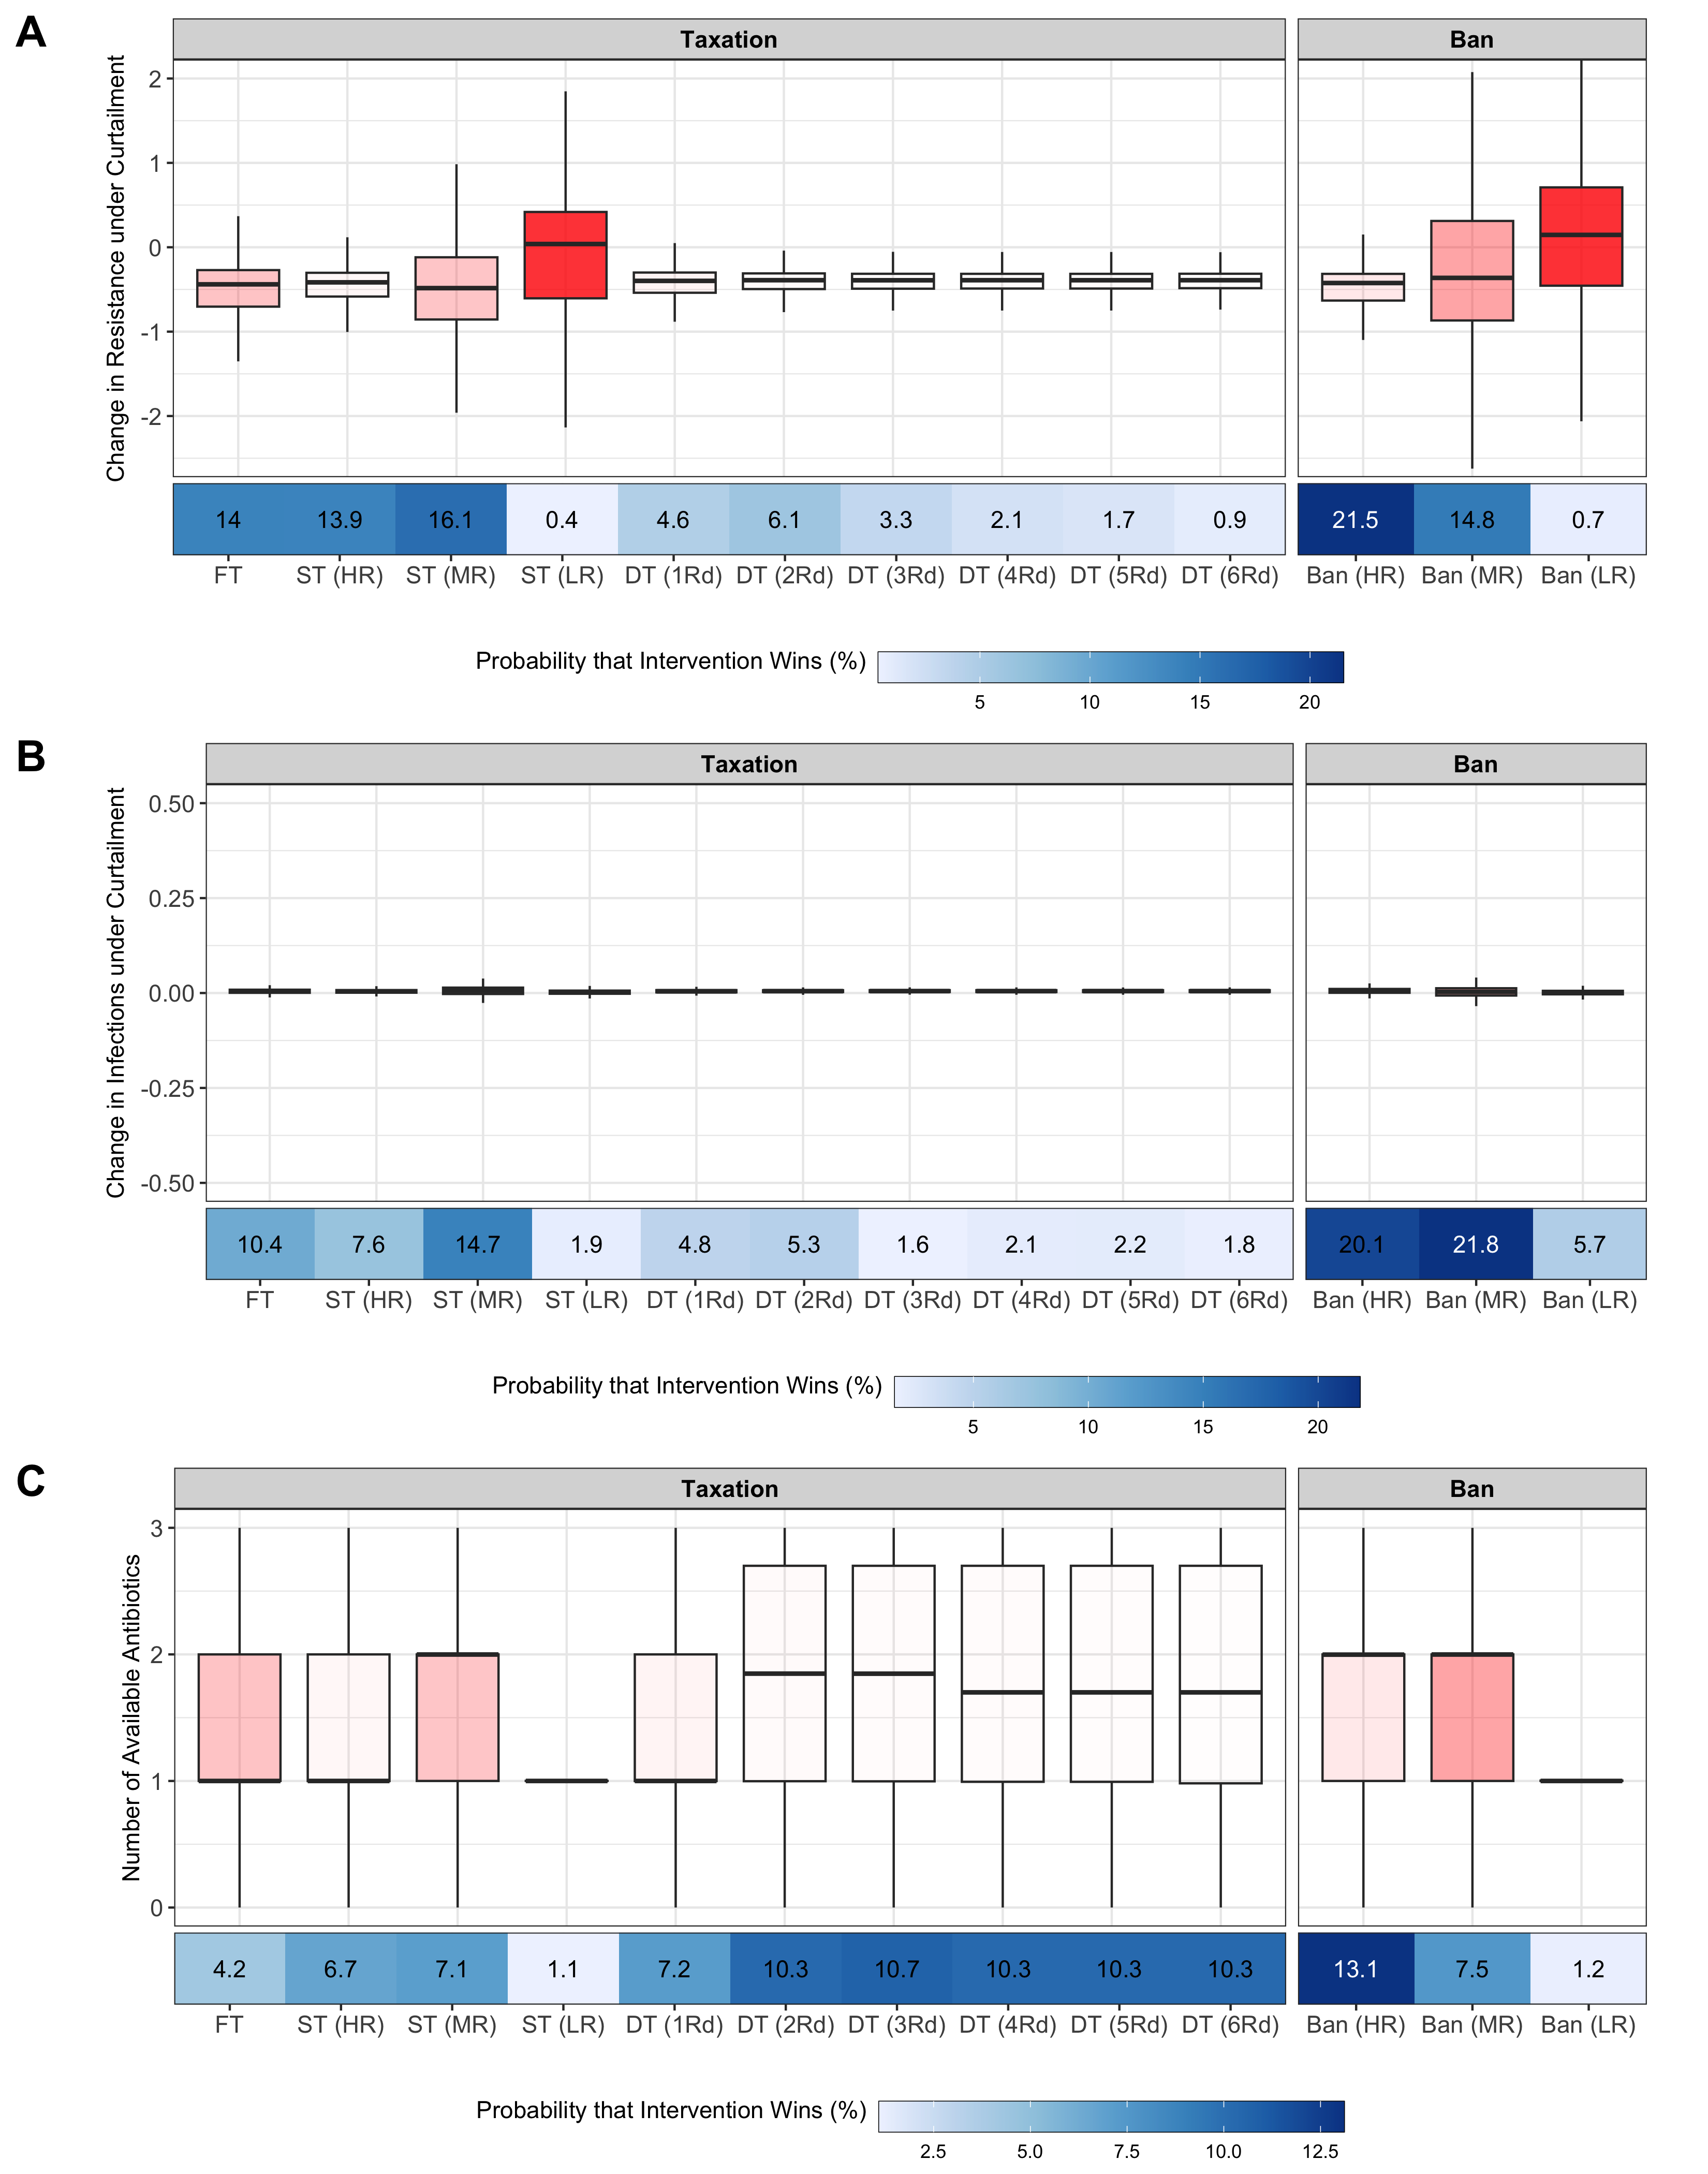 A
Taxation
Ban
Change in Resistance under Curtailment
2
1
0
-1
-2
14 13.9 16.1 0.4 4.6 6.1 3.3 2.1 1.7 0.9 21.5 14.8 0.7
FT ST (HR) ST (MR) ST (LR) DT (1Rd) DT (2Rd) DT (3Rd) DT (4Rd) DT (5Rd) DT (6Rd) Ban (HR) Ban (MR) Ban (LR)
Probability that Intervention Wins (%)
5 10 15 20
B
Taxation
Ban
Change in Infections under Curtailment
0.50
0.25
0.00
-0.25
-0.50
10.4 7.6 14.7 1.9 4.8 5.3 1.6 2.1 2.2 1.8 20.1 21.8 5.7
FT ST (HR) ST (MR) ST (LR) DT (1Rd) DT (2Rd) DT (3Rd) DT (4Rd) DT (5Rd) DT (6Rd) Ban (HR) Ban (MR) Ban (LR)
Probability that Intervention Wins (%)
5 10 15 20
C
Taxation
Ban
Number of Available Antibiotics
3
2
1
0
4.2 6.7 7.1 1.1 7.2 10.3 10.7 10.3 10.3 10.3 13.1 7.5 1.2
FT ST (HR) ST (MR) ST (LR) DT (1Rd) DT (2Rd) DT (3Rd) DT (4Rd) DT (5Rd) DT (6Rd) Ban (HR) Ban (MR) Ban (LR)
Probability that Intervention Wins (%)
2.5 5.0 7.5 10.0 12.5